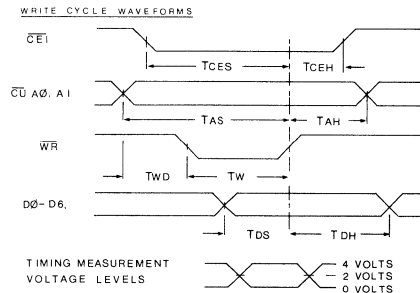 WRITE CYCLE WAVEFORMS
CE1
TCES
TCEH
CU AØ, A1
TAS
TAH
WR
TWD
TW
DØ-D6,
TDS
TDH
TIMING MEASUREMENT
VOLTAGE LEVELS
4 VOLTS
2 VOLTS
0 VOLTS